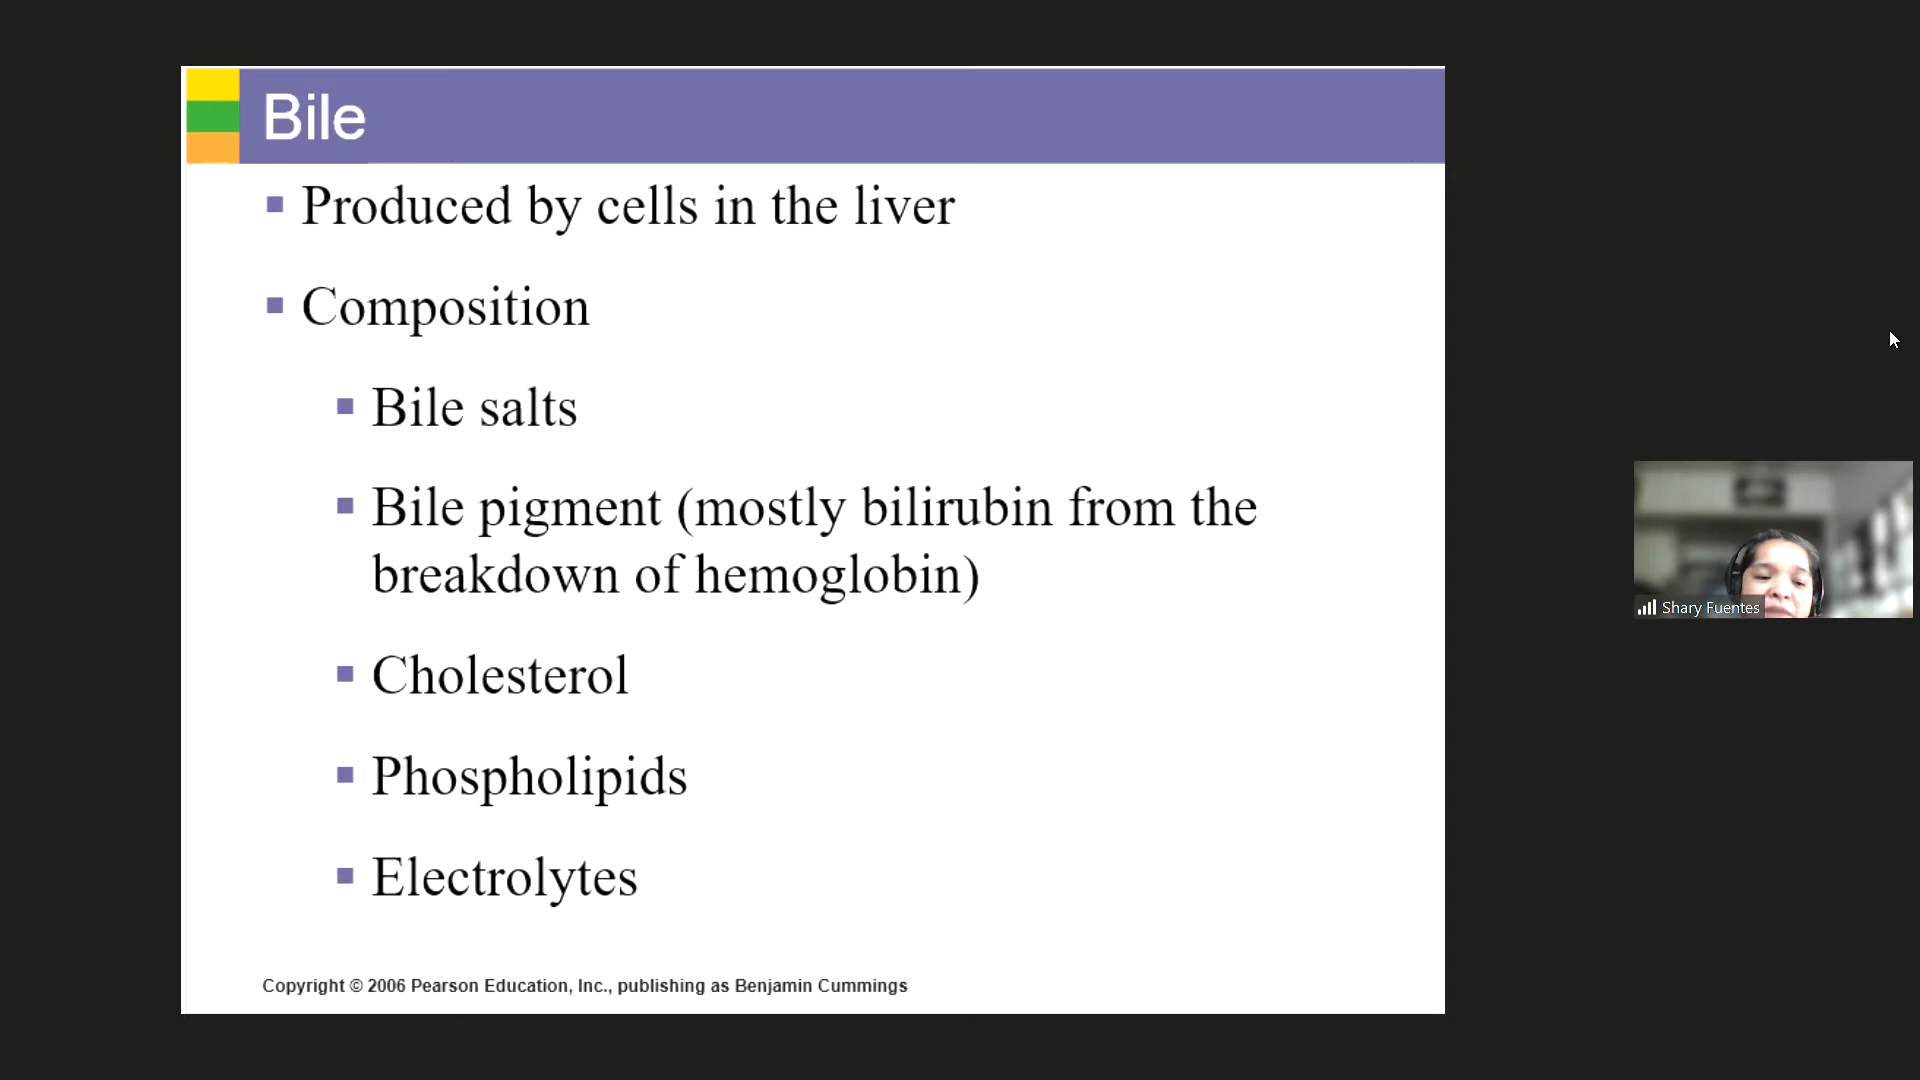 Bile
Produced by cells in the liver
Composition
Bile salts
Bile pigment (mostly bilirubin from the
breakdown of hemoglobin)
Cholesterol
Phospholipids
Electrolytes
Copyright © 2006 Pearson Education, Inc., publishing as Benjamin Cummings
Shary Fuentes